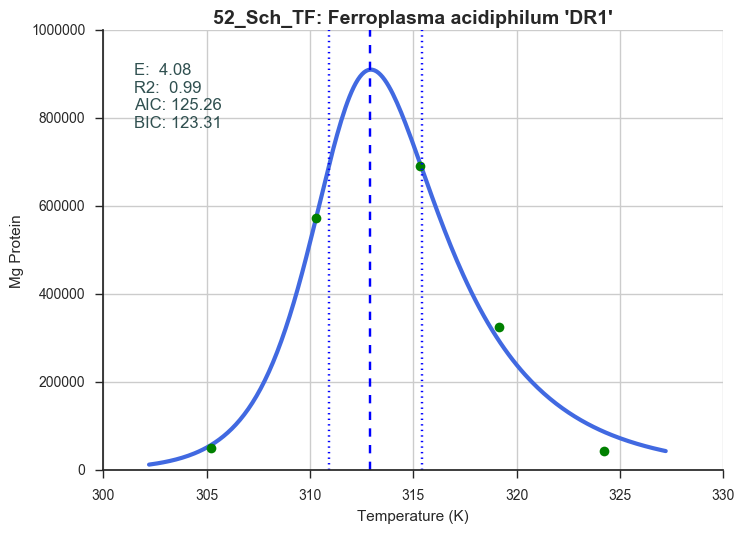 52_Sch_TF: Ferroplasma acidiphilum 'DR1'
E:  4.08
R2:  0.99
AIC: 125.26
BIC: 123.31
Mg Protein
1000000
800000
600000
400000
200000
0
300 305 310 315 320 325 330
Temperature (K)